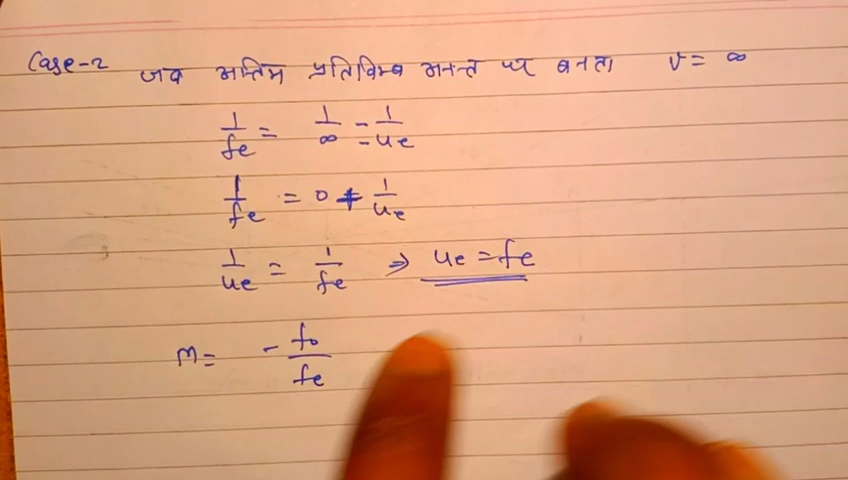 Case-2 जब अन्तिम प्रतिबिम्ब अनन्त पर बनता v = ∞
1/fe = 1/∞ - 1/-ue
1/fe = 0 + 1/ue
1/ue = 1/fe ⇒ ue = fe
m = - fo/fe